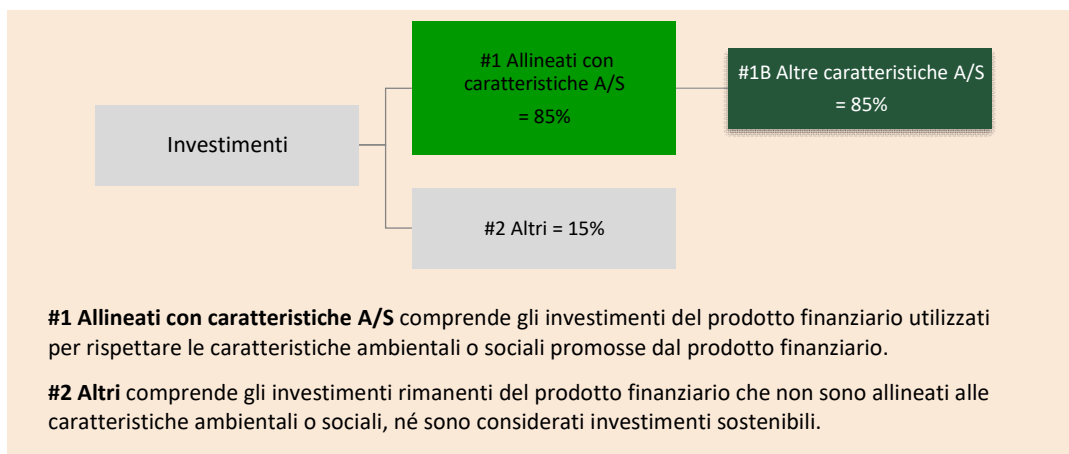 #1 Allineati con
caratteristiche A/S
= 85%
#1B Altre caratteristiche A/S
= 85%
Investimenti
#2 Altri = 15%
#1 Allineati con caratteristiche A/S comprende gli investimenti del prodotto finanziario utilizzati
per rispettare le caratteristiche ambientali o sociali promosse dal prodotto finanziario.
#2 Altri comprende gli investimenti rimanenti del prodotto finanziario che non sono allineati alle
caratteristiche ambientali o sociali, né sono considerati investimenti sostenibili.